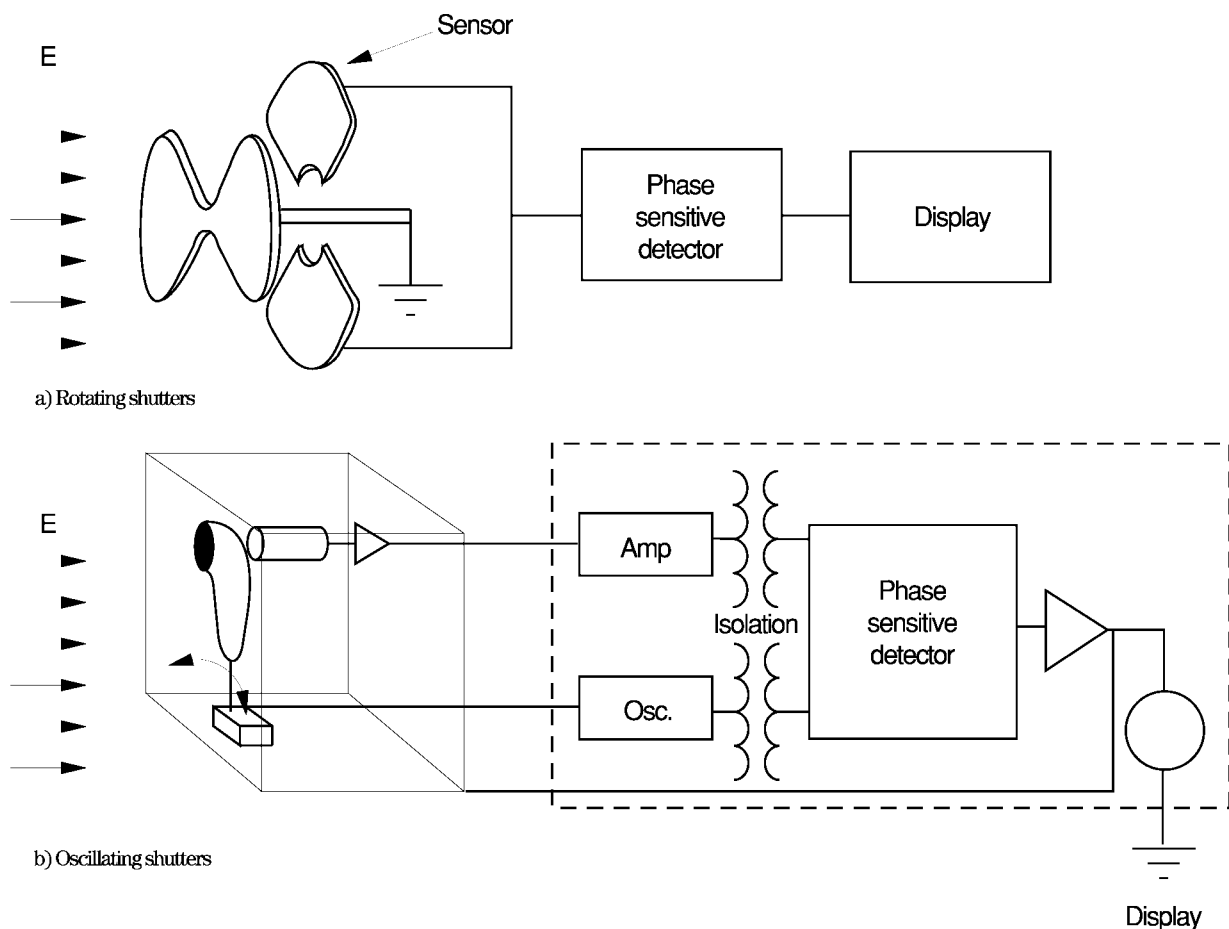 Sensor
E
Phase
sensitive
detector
Display
a) Rotating shutters
E
Amp
Isolation
Phase
sensitive
detector
Osc.
b) Oscillating shutters
Display